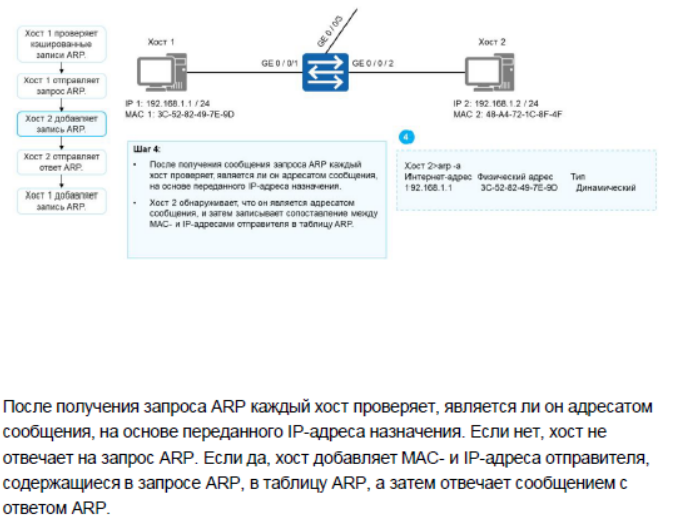 Хост 1 проверяет
кэшированные
записи ARP.
Хост 1 отправляет
запрос ARP.
Хост 2 добавляет
запись ARP.
Хост 2 отправляет
ответ ARP.
Хост 1 добавляет
запись ARP.
Хост 1
GE 0 / 0/1
GE 0 / 0/3
GE 0 / 0 / 2
Хост 2
IP 1: 192.168.1.1 / 24
MAC 1: 3C-52-82-49-7E-9D
IP 2: 192.168.1.2 / 24
MAC 2: 48-A4-72-1C-8F-4F
Шаг 4:
• После получения сообщения запроса ARP каждый
хост проверяет, является ли он адресатом сообщения,
на основе переданного IP-адреса назначения.
• Хост 2 обнаруживает, что он является адресатом
сообщения, и затем записывает сопоставление между
MAC- и IP-адресами отправителя в таблицу ARP.
4
Хост 2>arp -a
Интернет-адрес Физический адрес Тип
192.168.1.1 3C-52-82-49-7E-9D Динамический
После получения запроса ARP каждый хост проверяет, является ли он адресатом
сообщения, на основе переданного IP-адреса назначения. Если нет, хост не
отвечает на запрос ARP. Если да, хост добавляет MAC- и IP-адреса отправителя,
содержащиеся в запросе ARP, в таблицу ARP, а затем отвечает сообщением с
ответом ARP.